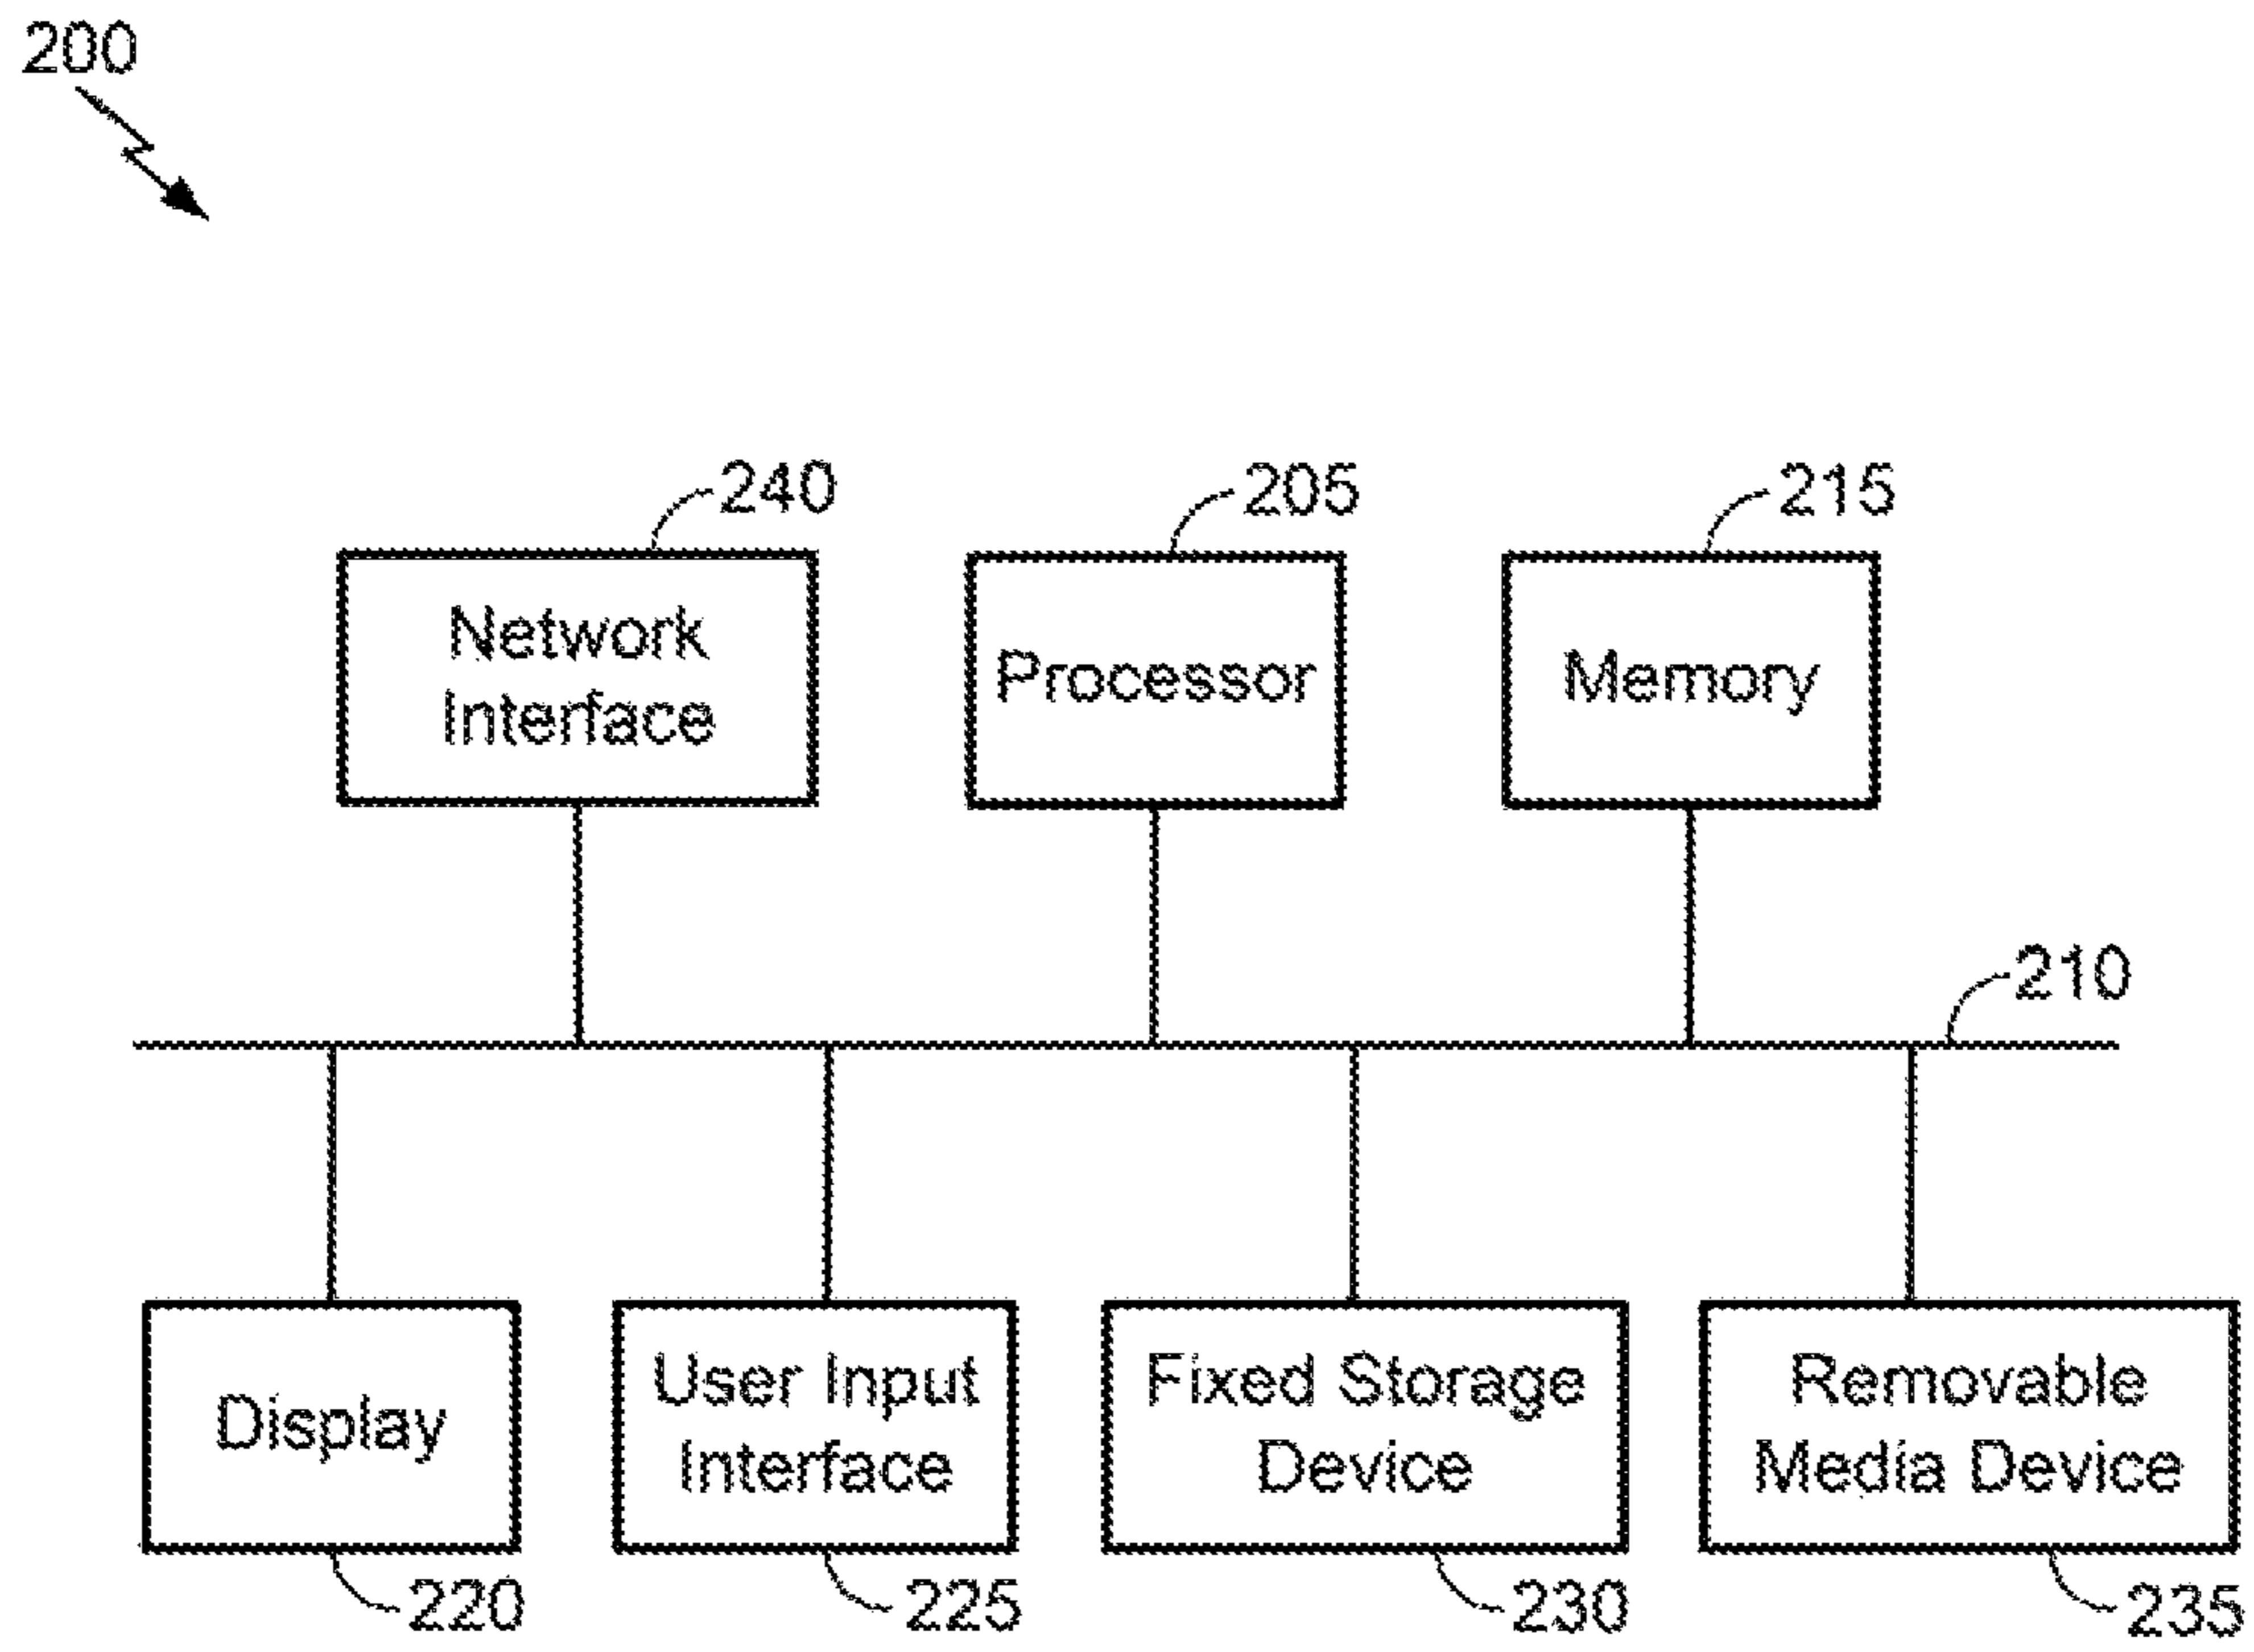 200
240
205
215
Network
Interface
Processor
Memory
210
Display
User Input
Interface
Fixed Storage
Device
Removable
Media Device
220
225
230
235